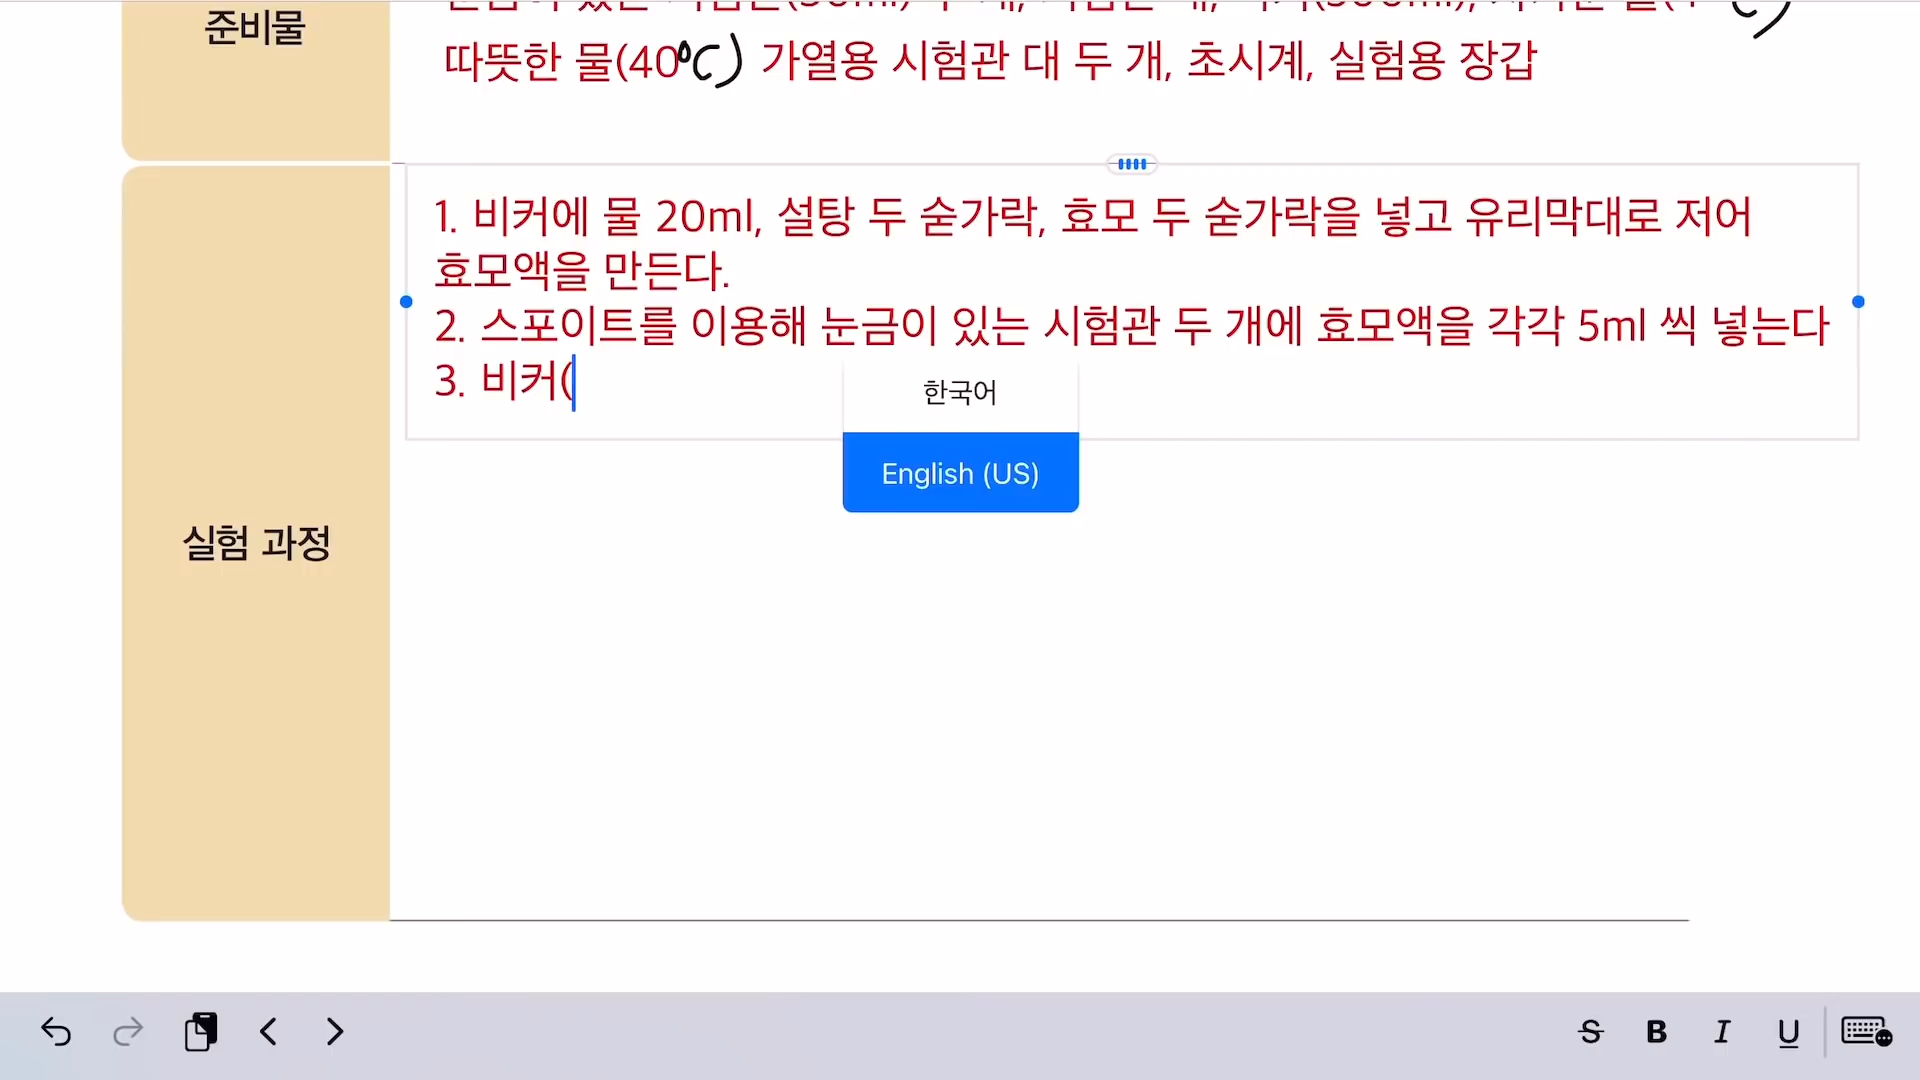 준비물
따뜻한 물(40℃) 가열용 시험관 대 두 개, 초시계, 실험용 장갑
1. 비커에 물 20ml, 설탕 두 숟가락, 효모 두 숟가락을 넣고 유리막대로 저어
효모액을 만든다.
2. 스포이트를 이용해 눈금이 있는 시험관 두 개에 효모액을 각각 5ml 씩 넣는다
3. 비커(
한국어
English (US)
실험 과정
S B I U